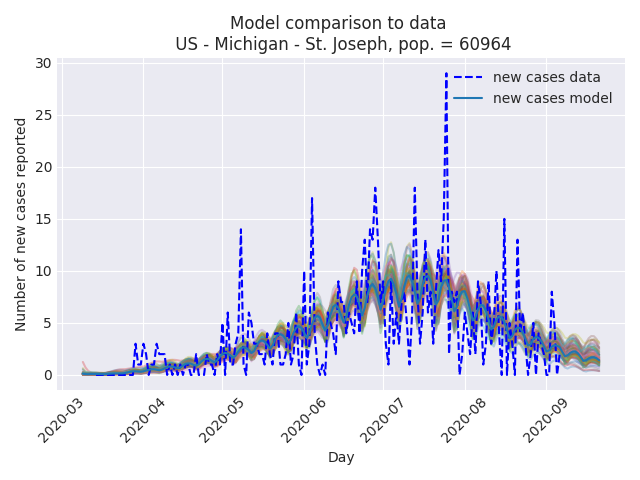 Model comparison to data
US - Michigan - St. Joseph, pop. = 60964
new cases data
new cases model
Number of new cases reported
30
25
20
15
10
5
0
2020-03
2020-04
2020-05
2020-06
2020-07
2020-08
2020-09
Day